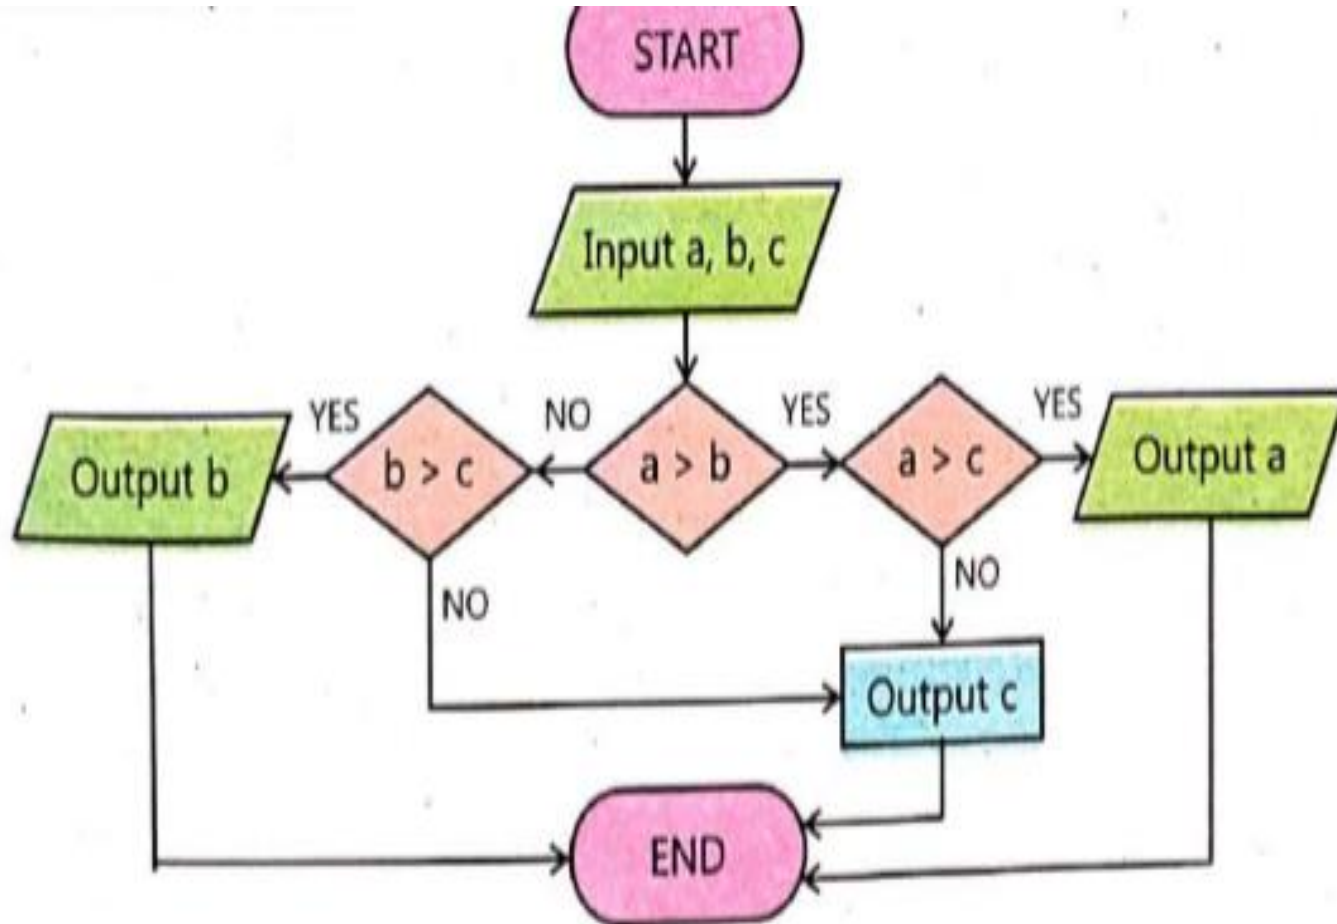 START
Input a, b, c
YES
NO
YES
YES
Output b
b > c
a > b
a > c
Output a
NO
NO
Output c
END